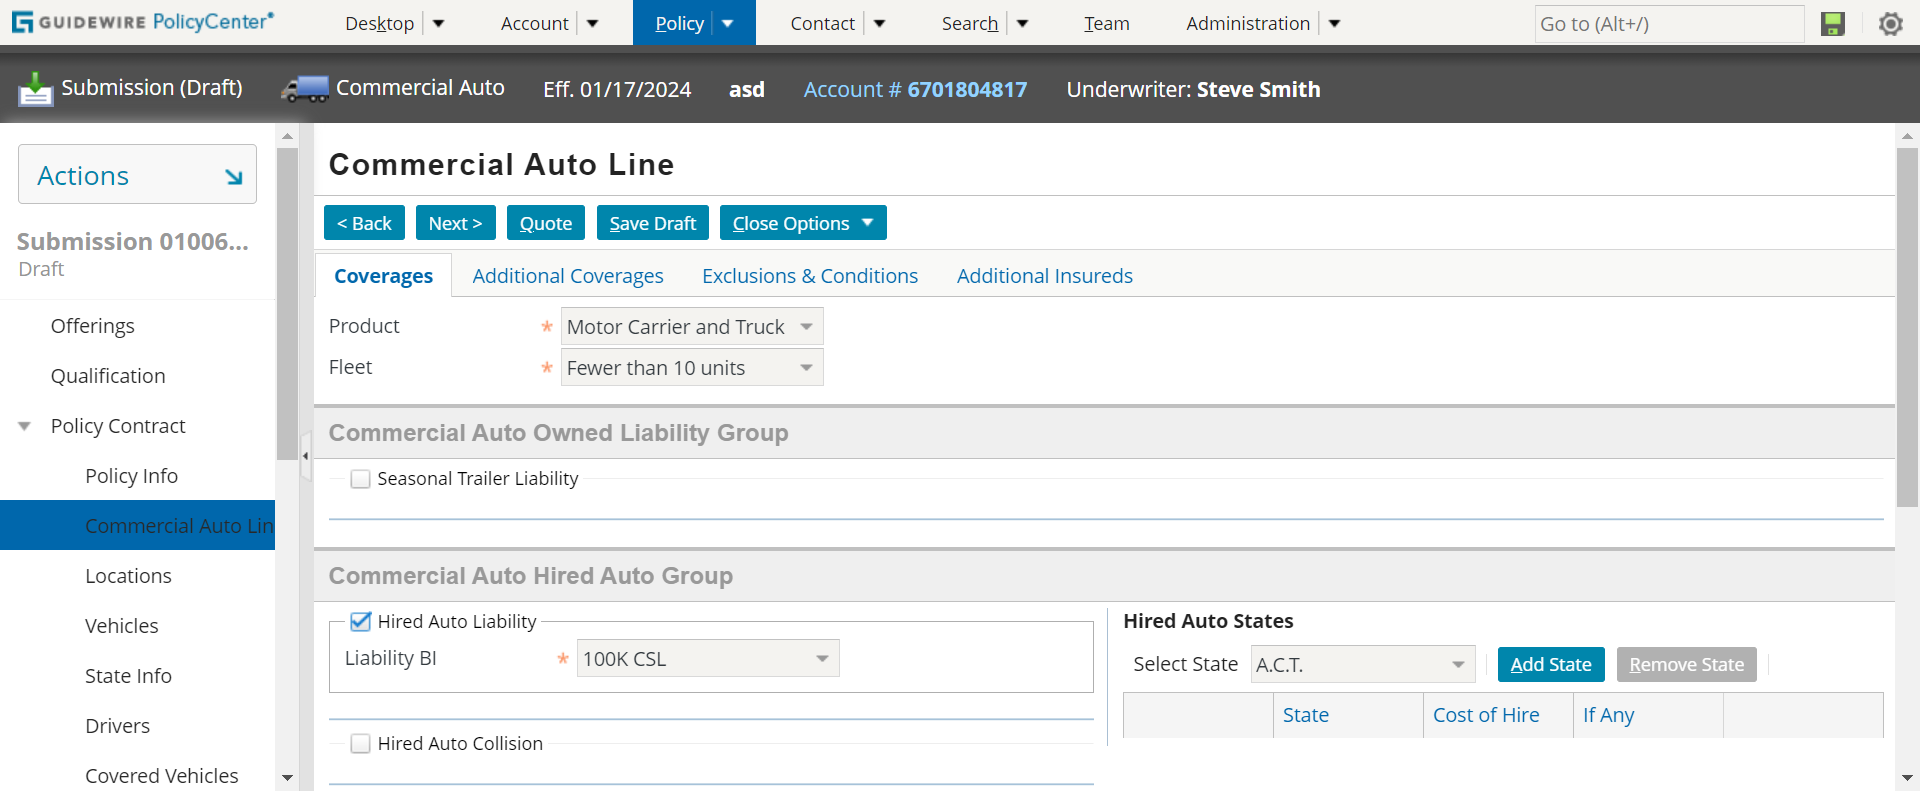 GUIDEWIRE PolicyCenter®
Desktop
Account
Policy
Contact
Search
Team
Administration
Go to (Alt+/)
Submission (Draft)
Commercial Auto
Eff. 01/17/2024
asd
Account # 6701804817
Underwriter: Steve Smith
Actions
Submission 01006...
Draft
Offerings
Qualification
Policy Contract
Policy Info
Commercial Auto Lin
Locations
Vehicles
State Info
Drivers
Covered Vehicles
Commercial Auto Line
< Back
Next >
Quote
Save Draft
Close Options
Coverages
Additional Coverages
Exclusions & Conditions
Additional Insureds
Product * Motor Carrier and Truck
Fleet * Fewer than 10 units
Commercial Auto Owned Liability Group
Seasonal Trailer Liability
Commercial Auto Hired Auto Group
Hired Auto Liability
Liability BI * 100K CSL
Hired Auto Collision
Hired Auto States
Select State A.C.T.
Add State
Remove State
State
Cost of Hire
If Any